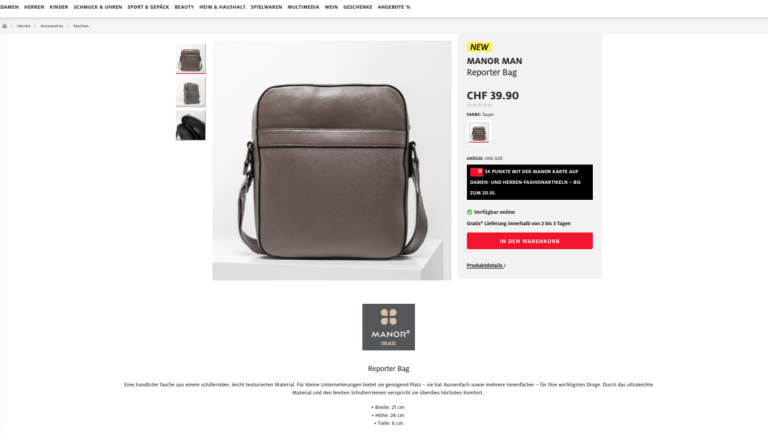 DAMEN HERREN KINDER SCHMUCK & UHREN SPORT & GEPÄCK BEAUTY HEIM & HAUSHALT SPIELWAREN MULTIMEDIA WEIN GESCHENKE ANGEBOTE %
Herren | Accessoires | Taschen
NEW
MANOR MAN
Reporter Bag
CHF 39.90
FARBE: Taupe
GRÖSSE: ONE SIZE
5X PUNKTE MIT DER MANOR KARTE AUF
DAMEN- UND HERREN-FASHIONARTIKELN – BIS
ZUM 20.10.
Verfügbar online
Gratis* Lieferung innerhalb von 2 bis 3 Tagen
IN DEN WARENKORB
Produktdetails
MANOR
man
Reporter Bag
Eine handliche Tasche aus einem schillernden, leicht texturierten Material. Für kleine Unternehmungen bietet sie genügend Platz – sie hat Aussenfach sowie mehrere Innenfächer – für Ihre wichtigsten Dinge. Durch das ultraleichte
Material und den breiten Schulterriemen verspricht sie überdies höchsten Komfort.
• Breite: 21 cm
• Höhe: 24 cm
• Tiefe: 6 cm